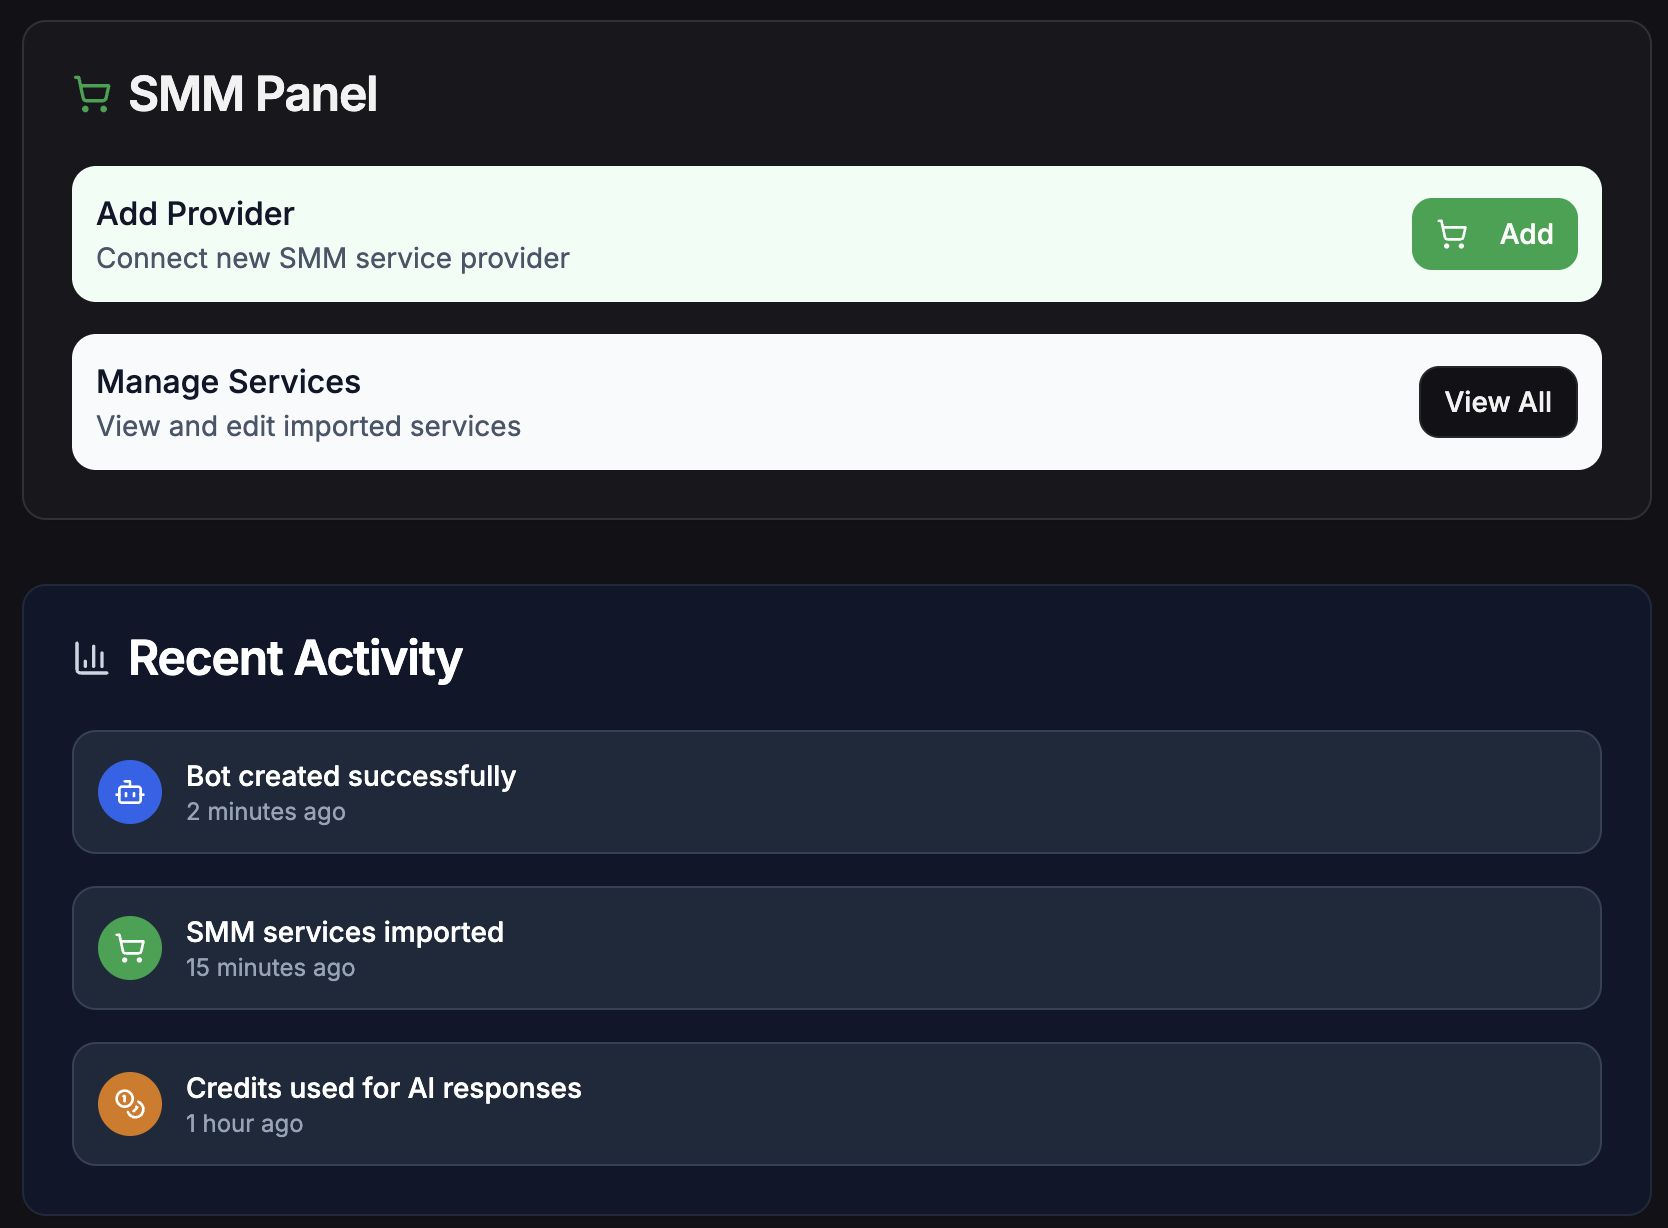 SMM Panel
Add Provider
Connect new SMM service provider
Add
Manage Services
View and edit imported services
View All
Recent Activity
Bot created successfully
2 minutes ago
SMM services imported
15 minutes ago
Credits used for AI responses
1 hour ago